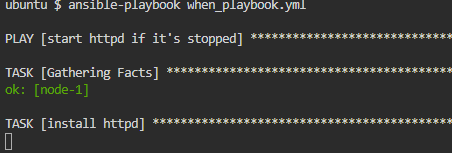 ubuntu $ ansible-playbook when_playbook.yml
PLAY [start httpd if it's stopped] *****************************
TASK [Gathering Facts] *****************************************
ok: [node-1]
TASK [install httpd] *******************************************